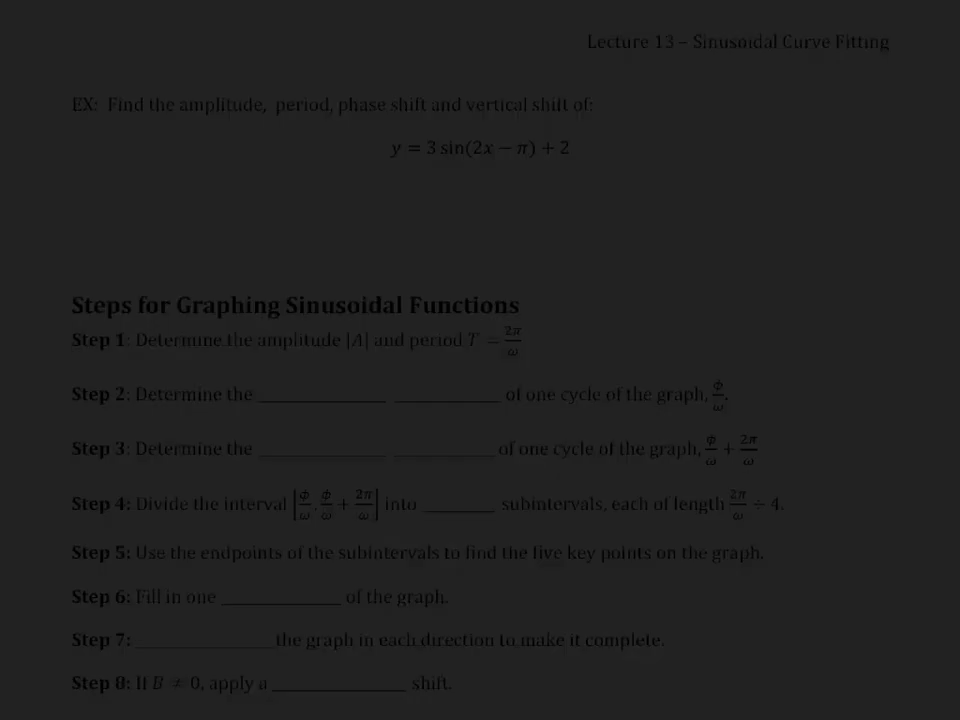 Lecture 13 – Sinusoidal Curve Fitting
EX: Find the amplitude, period, phase shift and vertical shift of:
y = 3 sin(2x − π) + 2
Steps for Graphing Sinusoidal Functions
Step 1: Determine the amplitude |A| and period T = 2π/ω
Step 2: Determine the ____________ __________ of one cycle of the graph, ϕ/ω.
Step 3: Determine the ____________ __________ of one cycle of the graph, ϕ/ω + 2π/ω
Step 4: Divide the interval [ϕ/ω, ϕ/ω + 2π/ω] into _______ subintervals, each of length 2π/ω ÷ 4.
Step 5: Use the endpoints of the subintervals to find the five key points on the graph.
Step 6: Fill in one ____________ of the graph.
Step 7: ______________ the graph in each direction to make it complete.
Step 8: If B ≠ 0, apply a _____________ shift.